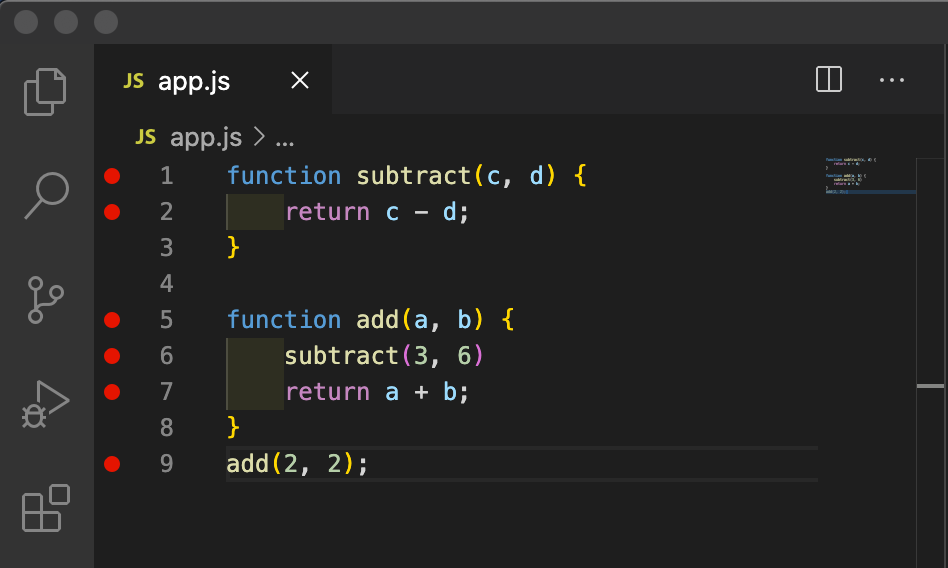 JS app.js
JS app.js > ...
1 function subtract(c, d) {
2 return c - d;
3 }
4
5 function add(a, b) {
6 subtract(3, 6)
7 return a + b;
8 }
9 add(2, 2);